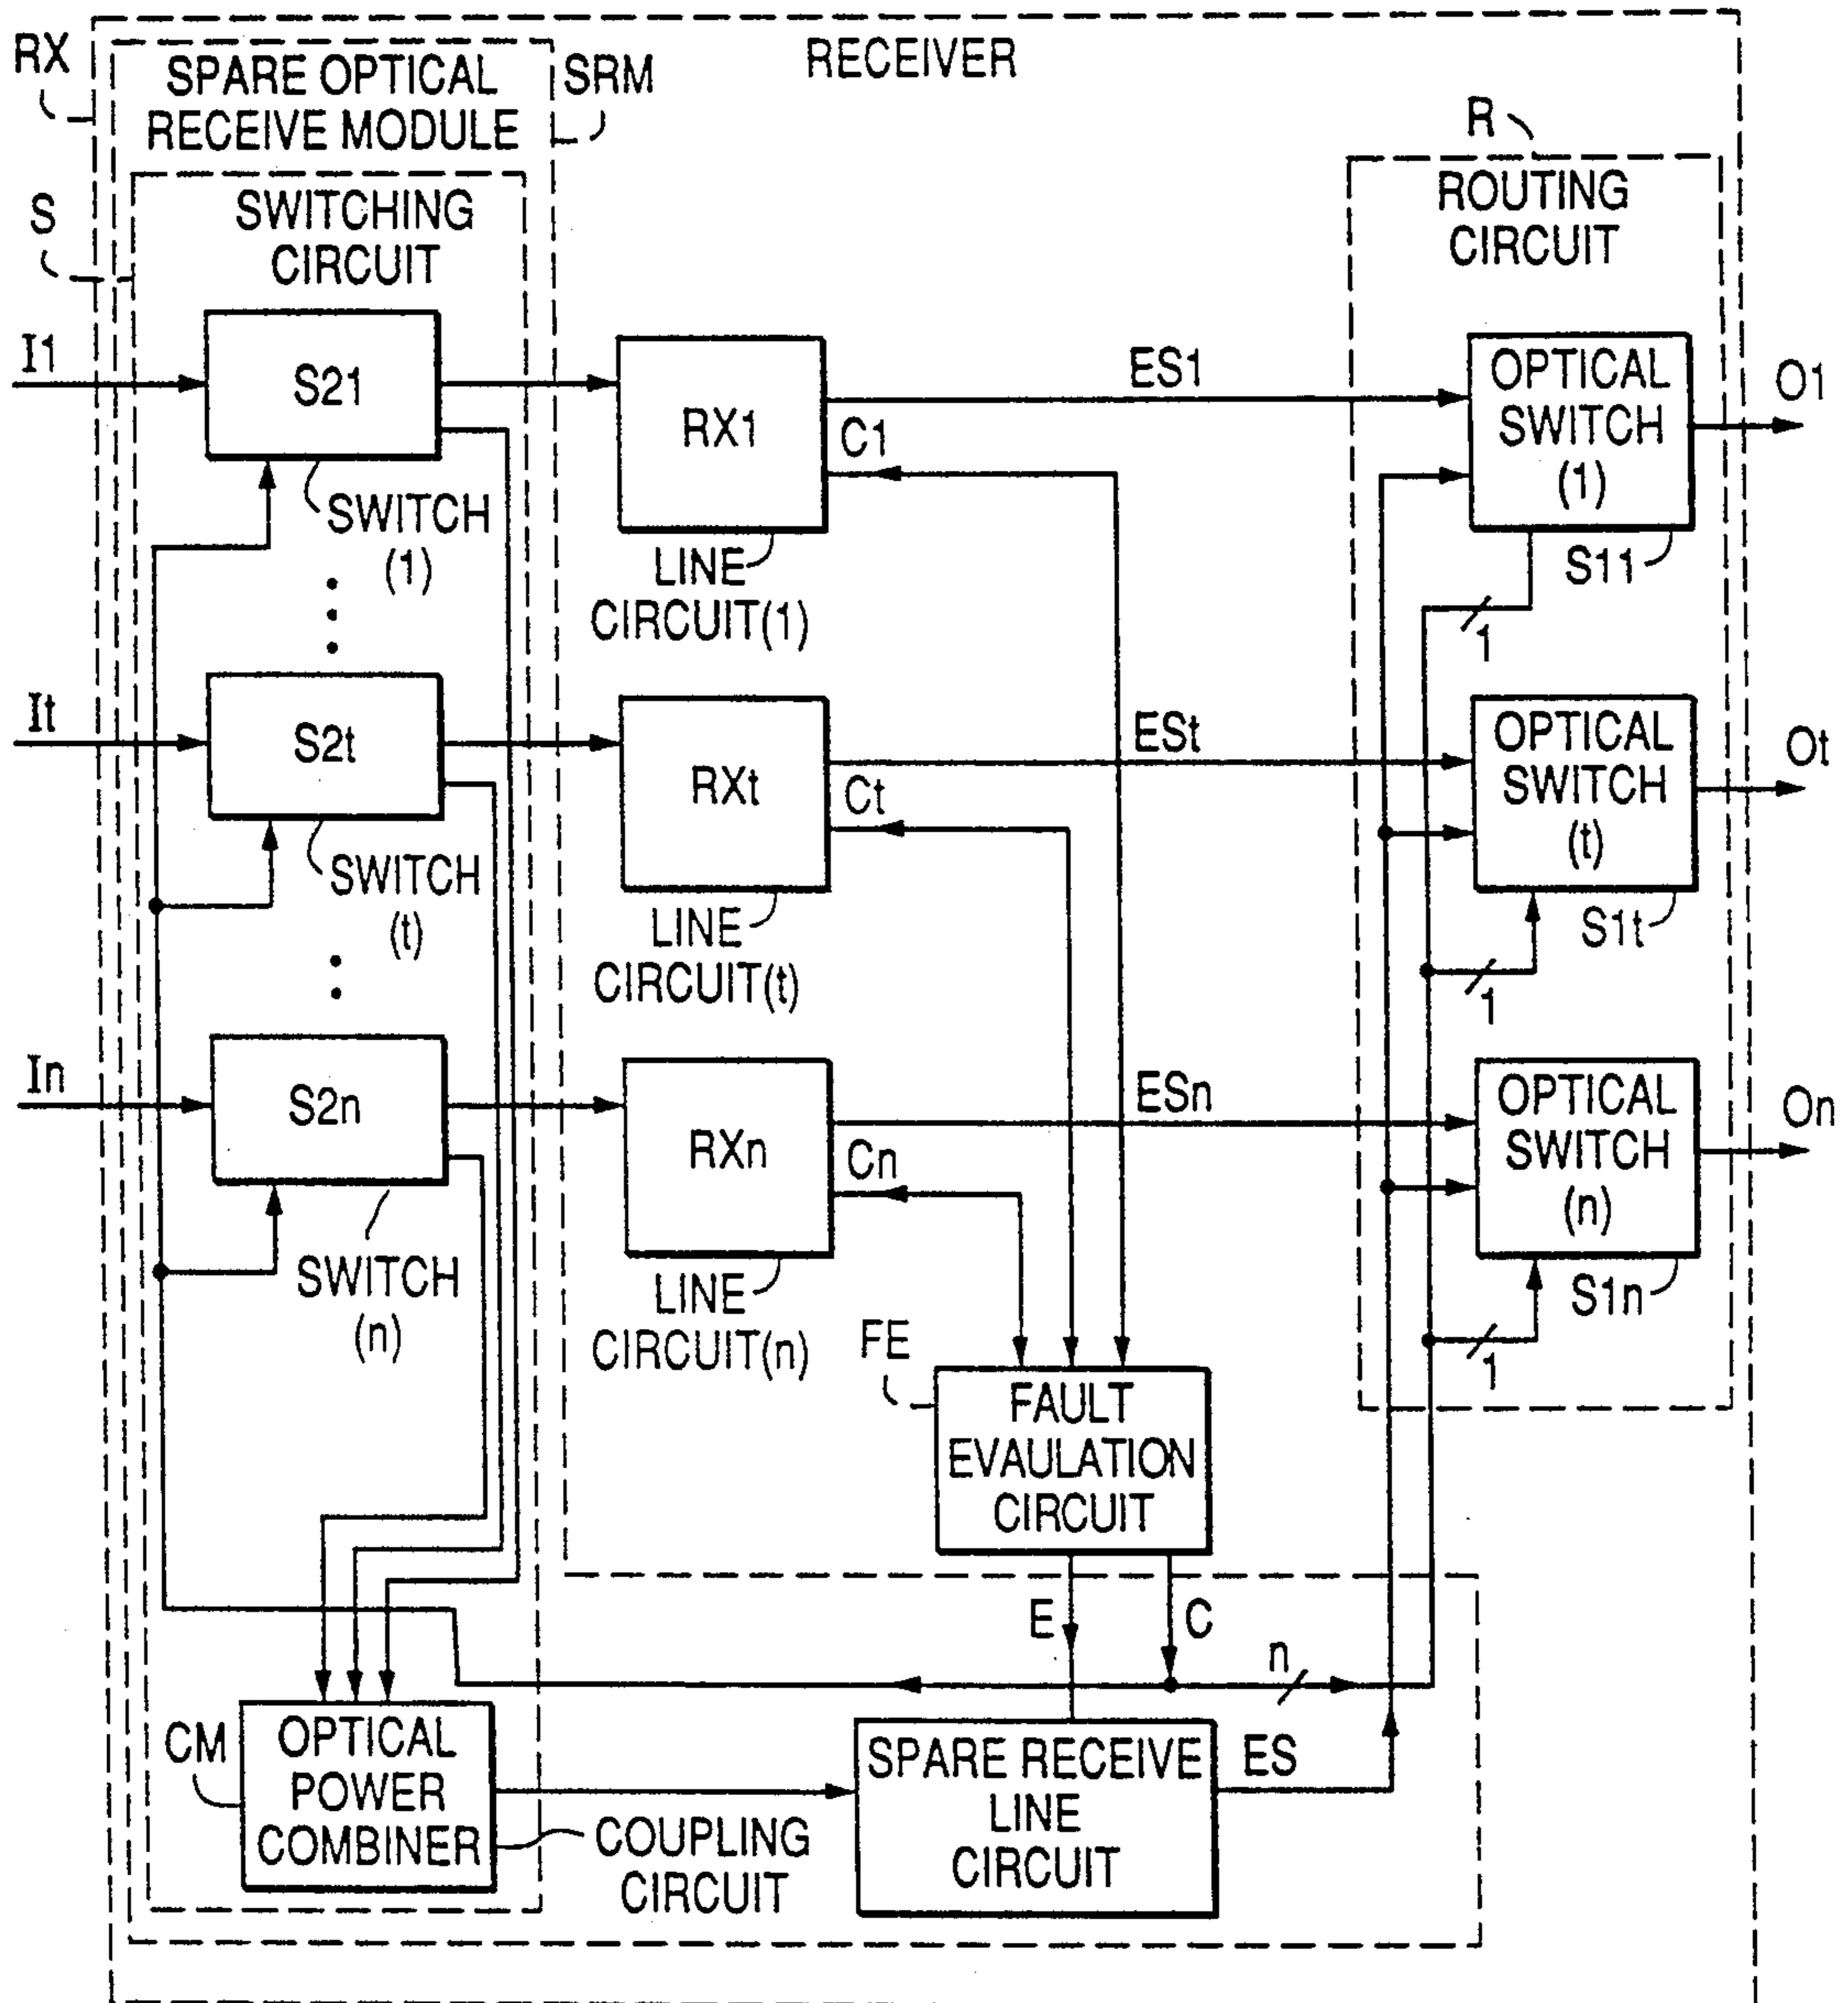 RX
SPARE OPTICAL
RECEIVE MODULE
SRM
RECEIVER
S
SWITCHING
CIRCUIT
R
ROUTING
CIRCUIT
I1
S21
SWITCH
(1)
RX1
LINE
CIRCUIT(1)
ES1
C1
OPTICAL
SWITCH
(1)
O1
S11
1
It
S2t
SWITCH
(t)
RXt
LINE
CIRCUIT(t)
ESt
Ct
OPTICAL
SWITCH
(t)
Ot
S1t
1
In
S2n
SWITCH
(n)
RXn
LINE
CIRCUIT(n)
ESn
Cn
OPTICAL
SWITCH
(n)
On
S1n
1
FE
FAULT
EVAULATION
CIRCUIT
E
C
n
CM
OPTICAL
POWER
COMBINER
COUPLING
CIRCUIT
SPARE RECEIVE
LINE
CIRCUIT
ES